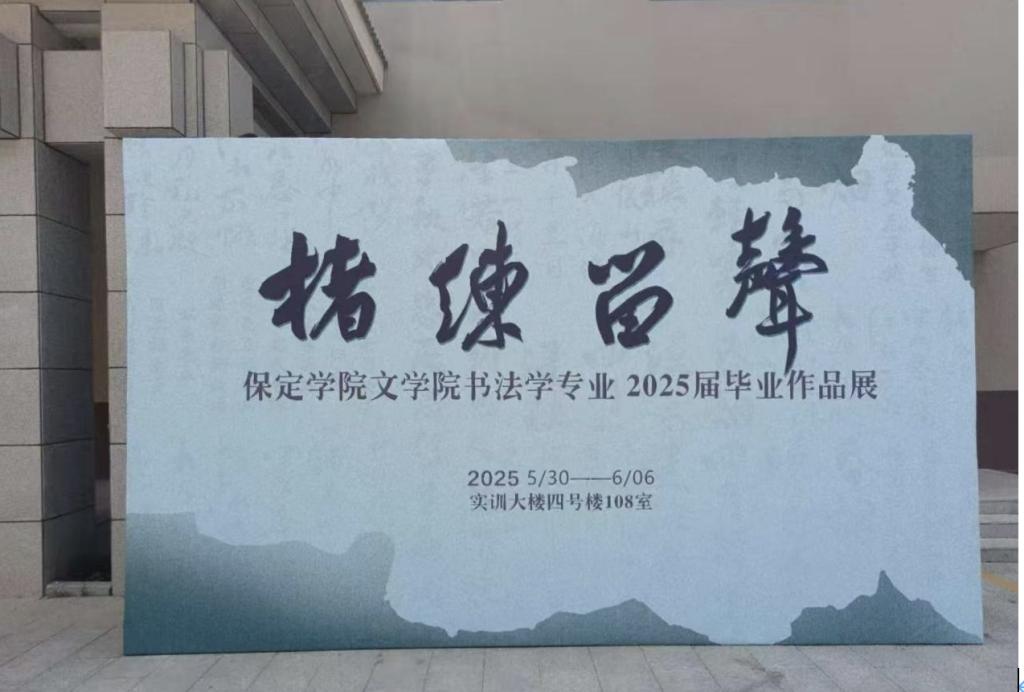 楮练留聲
保定学院文学院书法学专业 2025届毕业作品展
2025 5/30——6/06
实训大楼四号楼108室